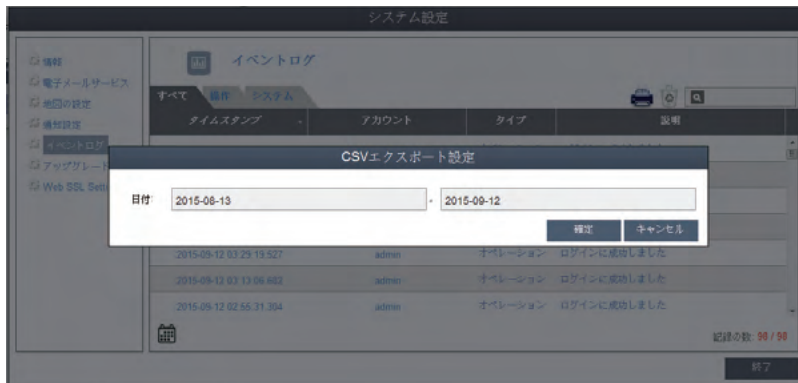 システム設定
情報
電子メールサービス
地図の設定
通知設定
イベントログ
アップグレード
Web SSL Setti
イベントログ
すべて 操作 システム
タイムスタンプ アカウント タイプ 説明
CSVエクスポート設定
日付 2015-08-13 - 2015-09-12
確定 キャンセル
2015-09-12 03:29:19.527 admin オペレーション ログインに成功しました
2015-09-12 03:13:06.683 admin オペレーション ログインに成功しました
2015-09-12 02:55:31.304 admin オペレーション ログインに成功しました
記録の数: 98 / 98
終了